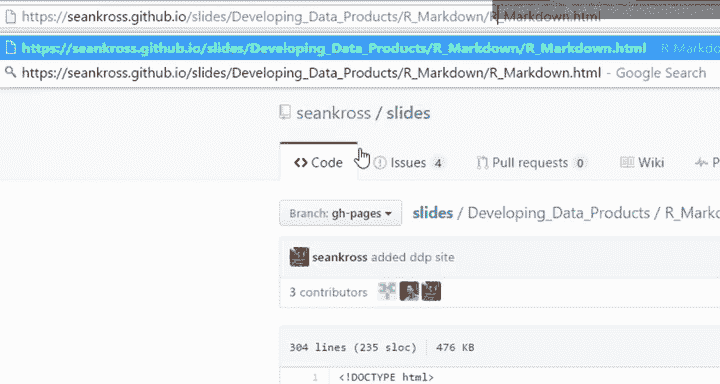 https://seankross.github.io/slides/Developing_Data_Products/R_Markdown/R_Markdown.html
https://seankross.github.io/slides/Developing_Data_Products/R_Markdown/R_Markdown.html R Markdown
https://seankross.github.io/slides/Developing_Data_Products/R_Markdown/R_Markdown.html - Google Search
seankross / slides
<> Code Issues 4 Pull requests 0 Wiki P
Branch: gh-pages slides / Developing_Data_Products / R_Markd
seankross added ddp site
3 contributors
304 lines (235 sloc) 476 KB
1 <!DOCTYPE html>